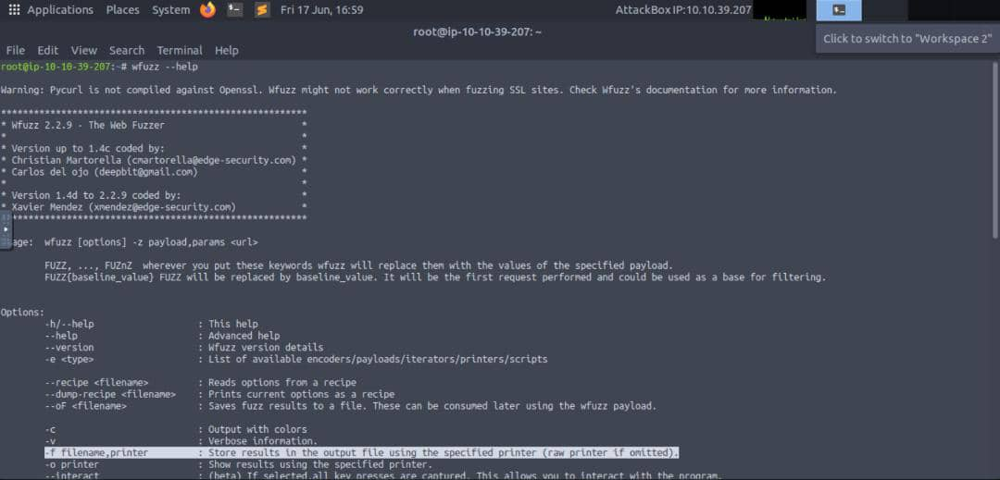 Applications Places System Fri 17 Jun, 16:59 AttackBox IP:10.10.39.207
root@ip-10-10-39-207: ~
Click to switch to "Workspace 2"
File Edit View Search Terminal Help
root@ip-10-10-39-207:~# wfuzz --help
Warning: Pycurl is not compiled against Openssl. Wfuzz might not work correctly when fuzzing SSL sites. Check Wfuzz's documentation for more information.
********************************************************
* Wfuzz 2.2.9 - The Web Fuzzer *
* *
* Version up to 1.4c coded by: *
* Christian Martorella (cmartorella@edge-security.com) *
* Carlos del ojo (deepbit@gmail.com) *
* *
* Version 1.4d to 2.2.9 coded by: *
* Xavier Mendez (xmendez@edge-security.com) *
********************************************************
age: wfuzz [options] -z payload,params <url>
FUZZ, ..., FUZnZ wherever you put these keywords wfuzz will replace them with the values of the specified payload.
FUZZ{baseline_value} FUZZ will be replaced by baseline_value. It will be the first request performed and could be used as a base for filtering.
Options:
-h/--help : This help
--help : Advanced help
--version : Wfuzz version details
-e <type> : List of available encoders/payloads/iterators/printers/scripts
--recipe <filename> : Reads options from a recipe
--dump-recipe <filename> : Prints current options as a recipe
--oF <filename> : Saves fuzz results to a file. These can be consumed later using the wfuzz payload.
-c : Output with colors
-v : Verbose information.
-f filename,printer : Store results in the output file using the specified printer (raw printer if omitted).
-o printer : Show results using the specified printer.
--interact : (beta) If selected,all key presses are captured. This allows you to interact with the program.